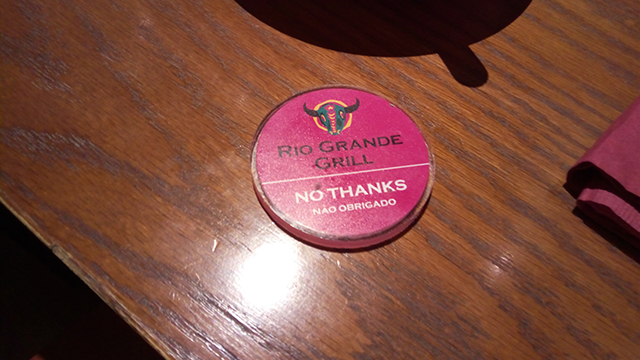 RIO GRANDE
GRILL
NO THANKS
NÃO OBRIGADO